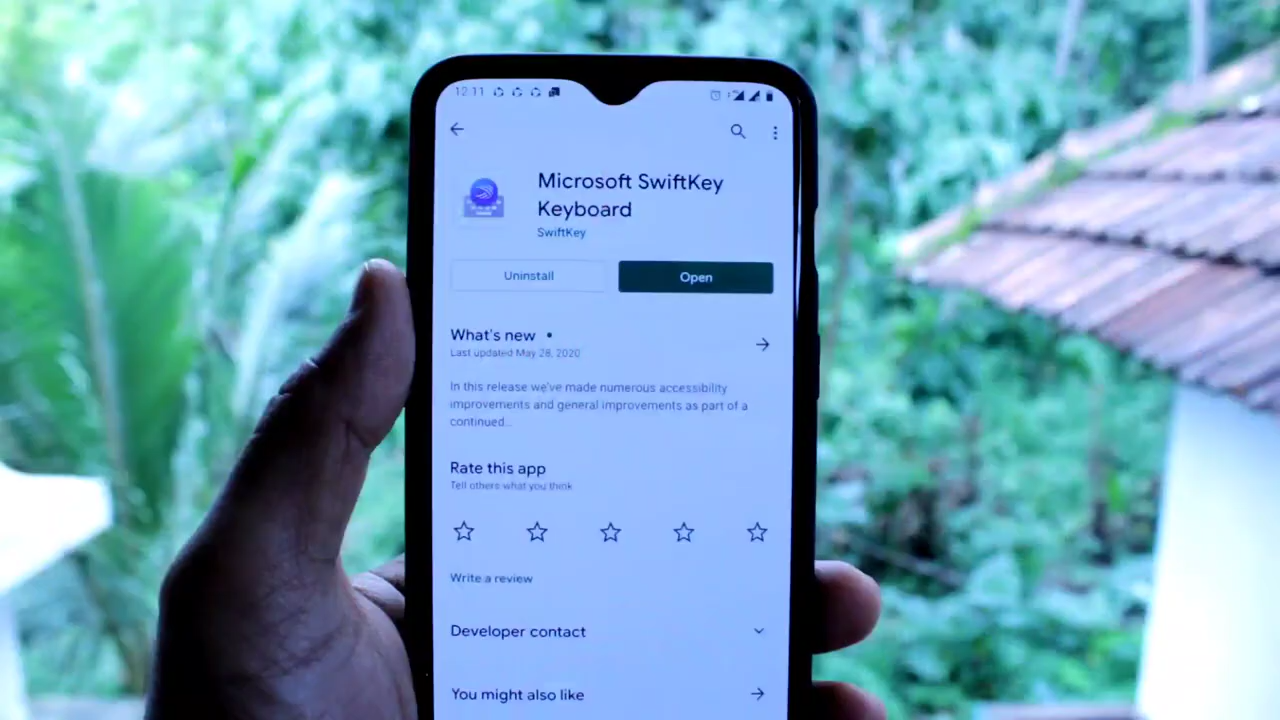 12:11
Microsoft SwiftKey
Keyboard
SwiftKey
Uninstall
Open
What's new •
Last updated May 28, 2020
In this release we've made numerous accessibility
improvements and general improvements as part of a
continued...
Rate this app
Tell others what you think
Write a review
Developer contact
You might also like